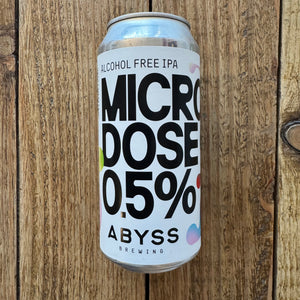 ALCOHOL FREE IPA
MICRO
DOSE
0.5%
ABYSS
BREWING